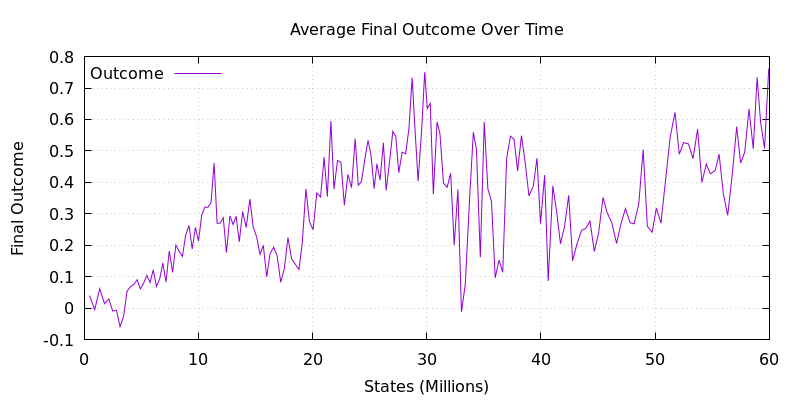 Average Final Outcome Over Time
Outcome
0.8
0.7
0.6
0.5
0.4
0.3
0.2
0.1
0
-0.1
Final Outcome
0 10 20 30 40 50 60
States (Millions)